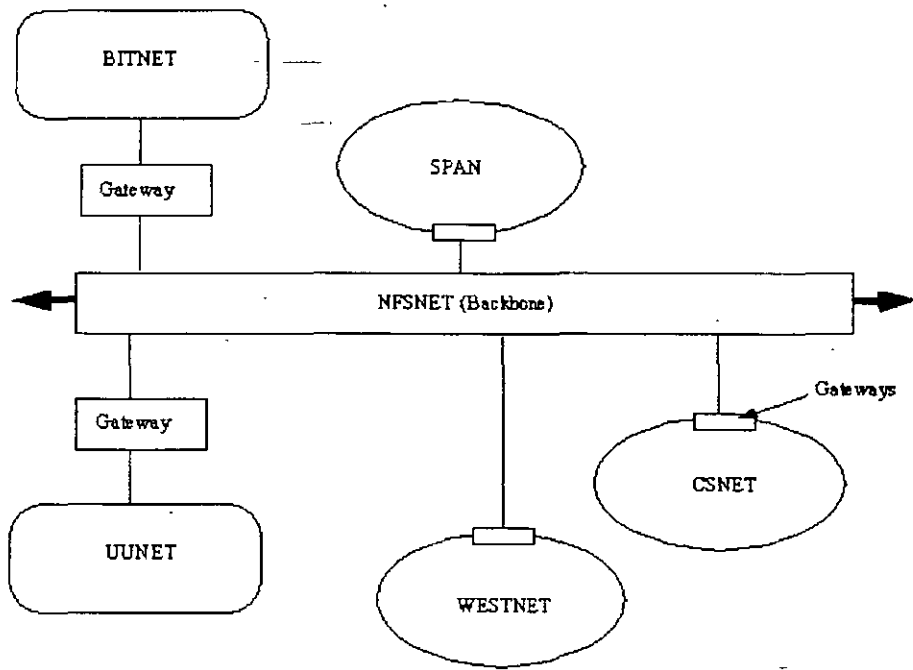 BITNET
Gateway
SPAN
NFSNET (Backbone)
Gateway
Gateways
CSNET
UUNET
WESTNET